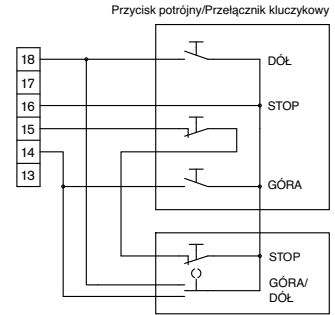 Przycisk potrójny/Przełącznik kluczykowy
18
DÓŁ
17
16
STOP
15
14
13
GÓRA
STOP
GÓRA/
DÓŁ